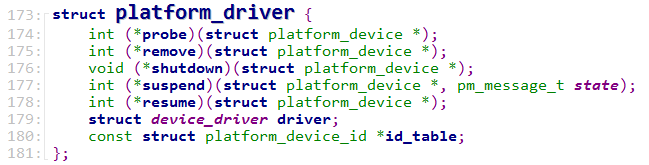 173: struct platform_driver {
174:     int (*probe)(struct platform_device *);
175:     int (*remove)(struct platform_device *);
176:     void (*shutdown)(struct platform_device *);
177:     int (*suspend)(struct platform_device *, pm_message_t state);
178:     int (*resume)(struct platform_device *);
179:     struct device_driver driver;
180:     const struct platform_device_id *id_table;
181: };